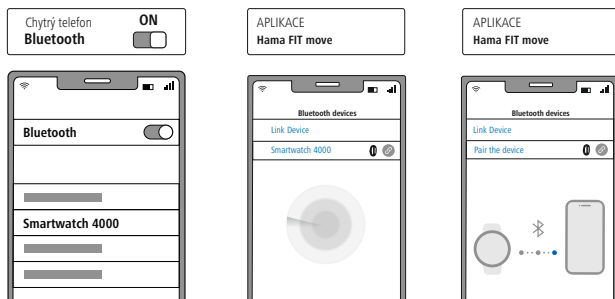 Chytrý telefon
Bluetooth
ON
Bluetooth
Smartwatch 4000
APLIKACE
Hama FIT move
Bluetooth devices
Link Device
Smartwatch 4000
APLIKACE
Hama FIT move
Bluetooth devices
Link Device
Pair the device